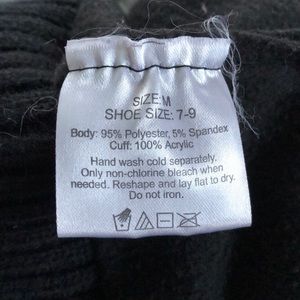 SIZE:M
SHOE SIZE: 7-9
Body: 95% Polyester, 5% Spandex
Cuff: 100% Acrylic
Hand wash cold separately.
Only non-chlorine bleach when
needed. Reshape and lay flat to dry.
Do not iron.